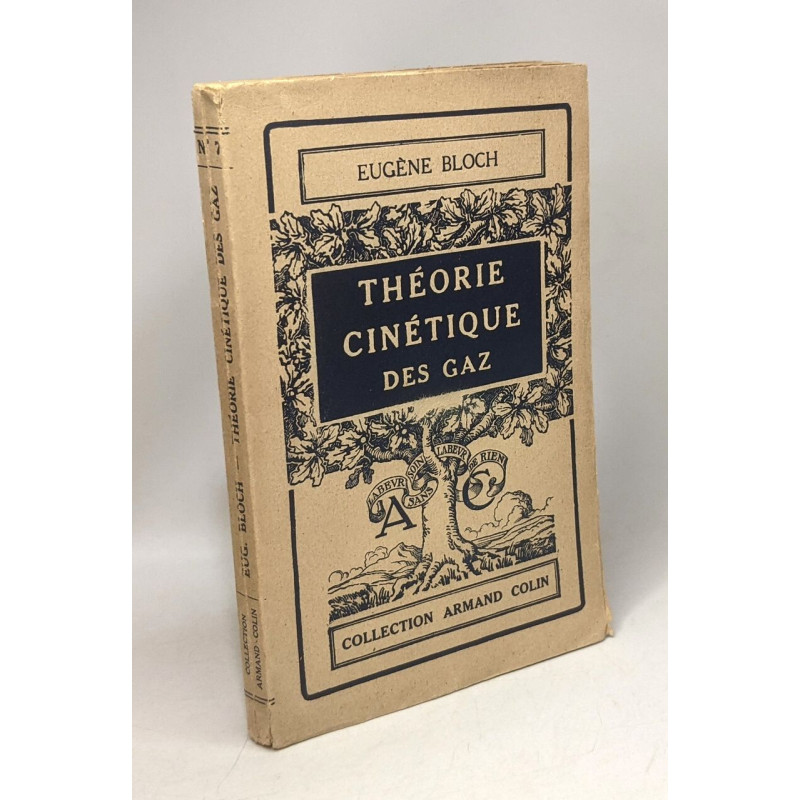 EUGÈNE BLOCH
THÉORIE
CINÉTIQUE
DES GAZ
LABEVR SANS SOIN LABEVR DE RIEN
A C
COLLECTION ARMAND COLIN
N° 7
EUG. BLOCH — THÉORIE CINÉTIQUE DES GAZ
COLLECTION
ARMAND-COLIN